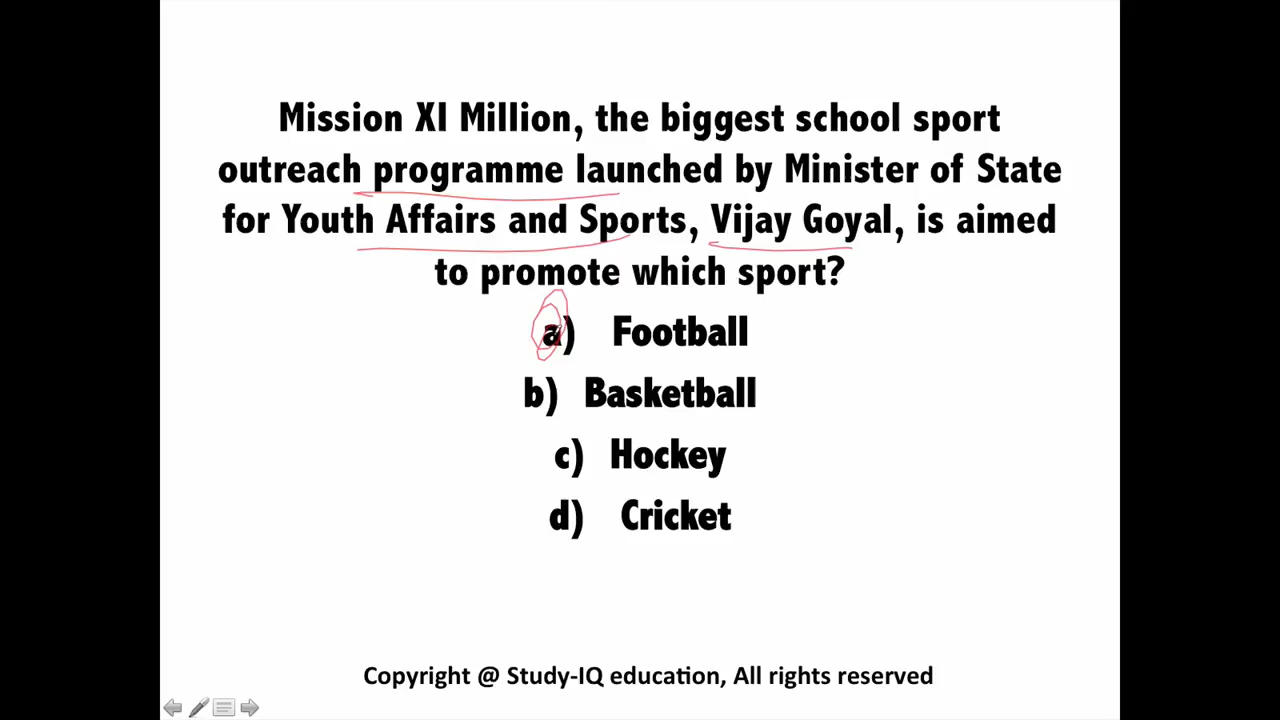 Mission XI Million, the biggest school sport
outreach programme launched by Minister of State
for Youth Affairs and Sports, Vijay Goyal, is aimed
to promote which sport?
a) Football
b) Basketball
c) Hockey
d) Cricket
Copyright @ Study-IQ education, All rights reserved